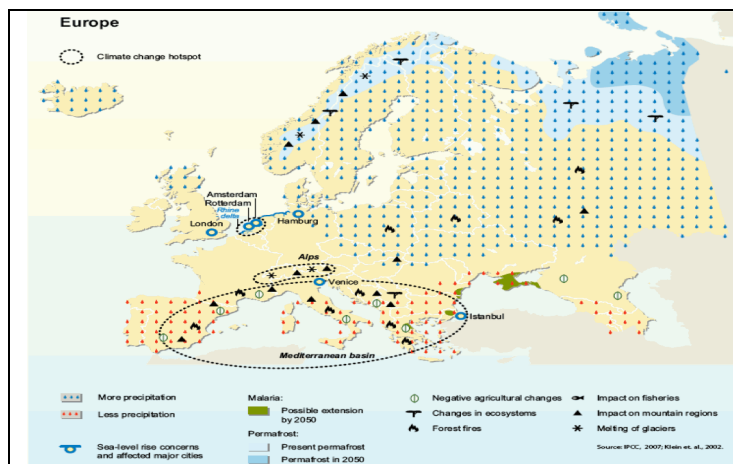 Europe
Climate change hotspot
Amsterdam
Rotterdam
Rhine
delta
London
Hamburg
Alps
Venice
Istanbul
Mediterranean basin
More precipitation
Less precipitation
Sea-level rise concerns
and affected major cities
Malaria:
Possible extension
by 2050
Permafrost:
Present permafrost
Permafrost in 2050
Negative agricultural changes
Changes in ecosystems
Forest fires
Impact on fisheries
Impact on mountain regions
Melting of glaciers
Source: IPCC, 2007; Klein et. al., 2002.